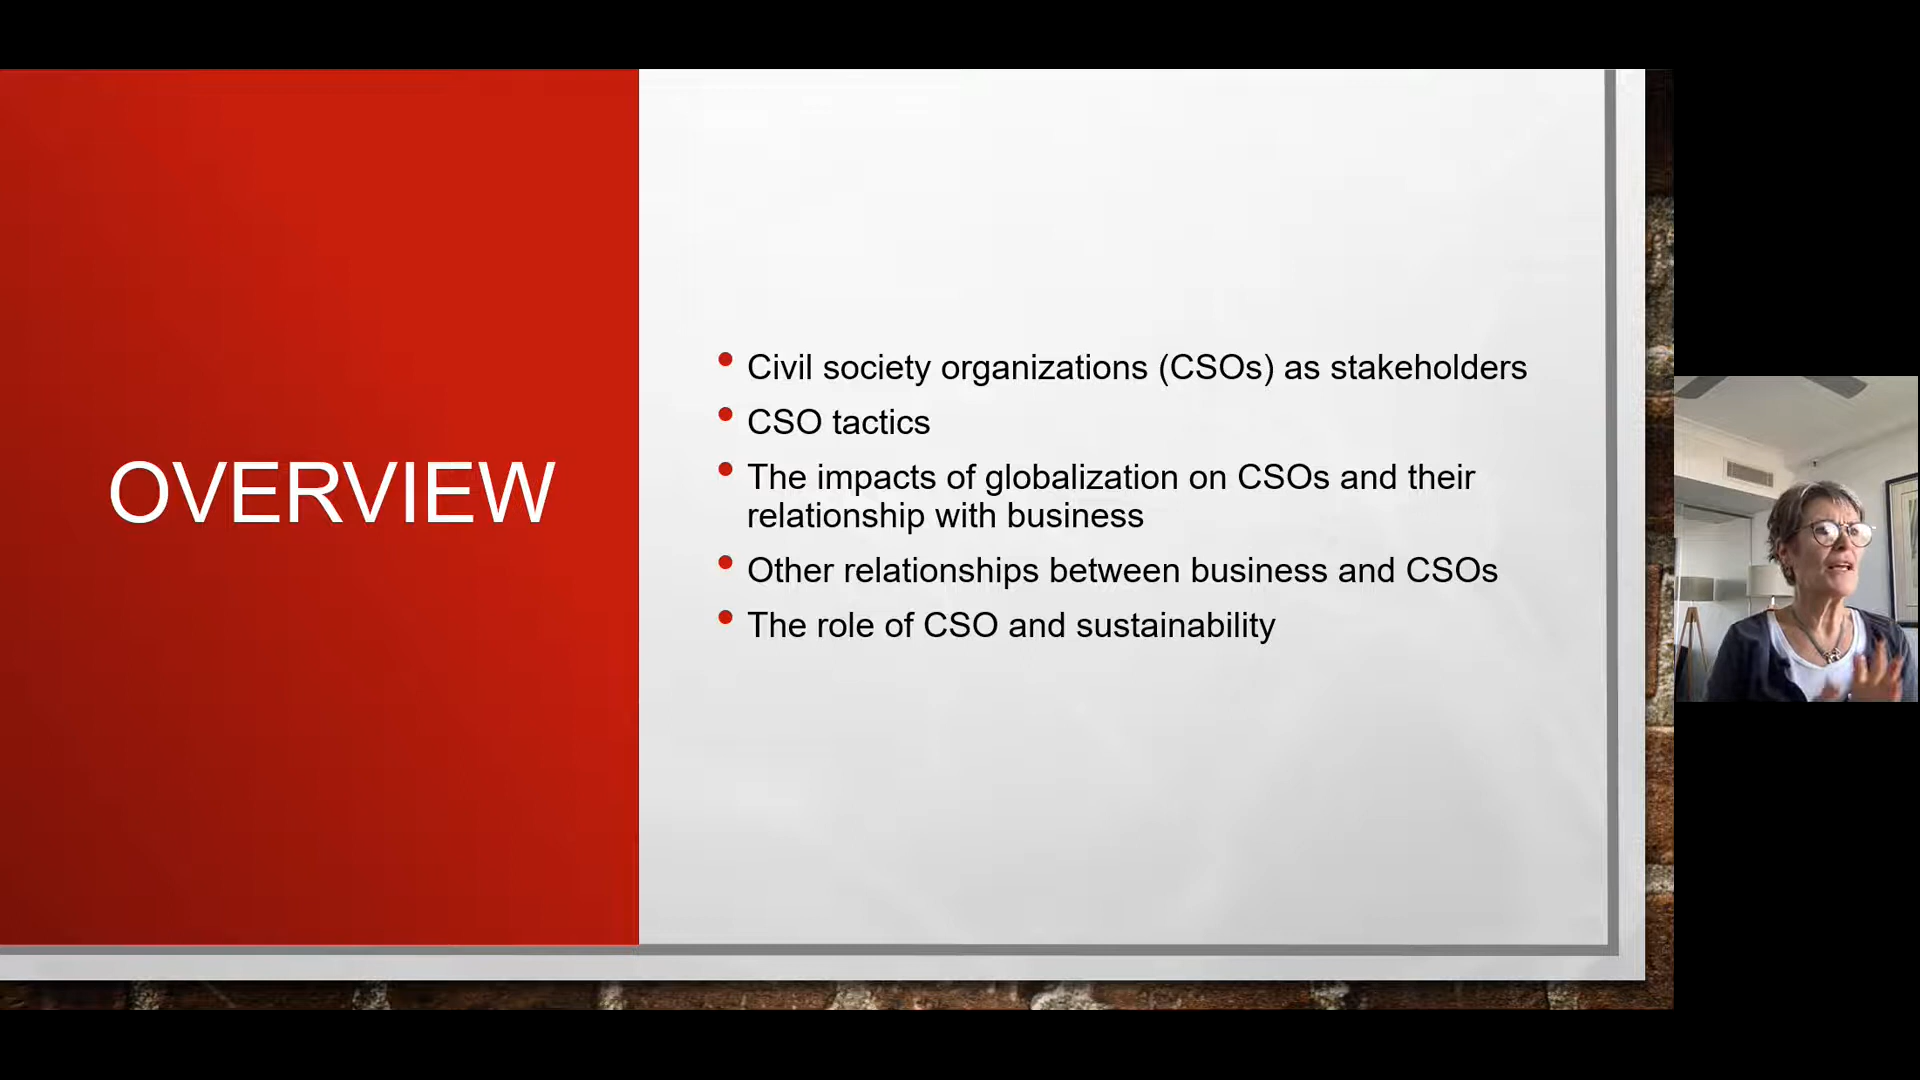 OVERVIEW
Civil society organizations (CSOs) as stakeholders
CSO tactics
The impacts of globalization on CSOs and their
relationship with business
Other relationships between business and CSOs
The role of CSO and sustainability